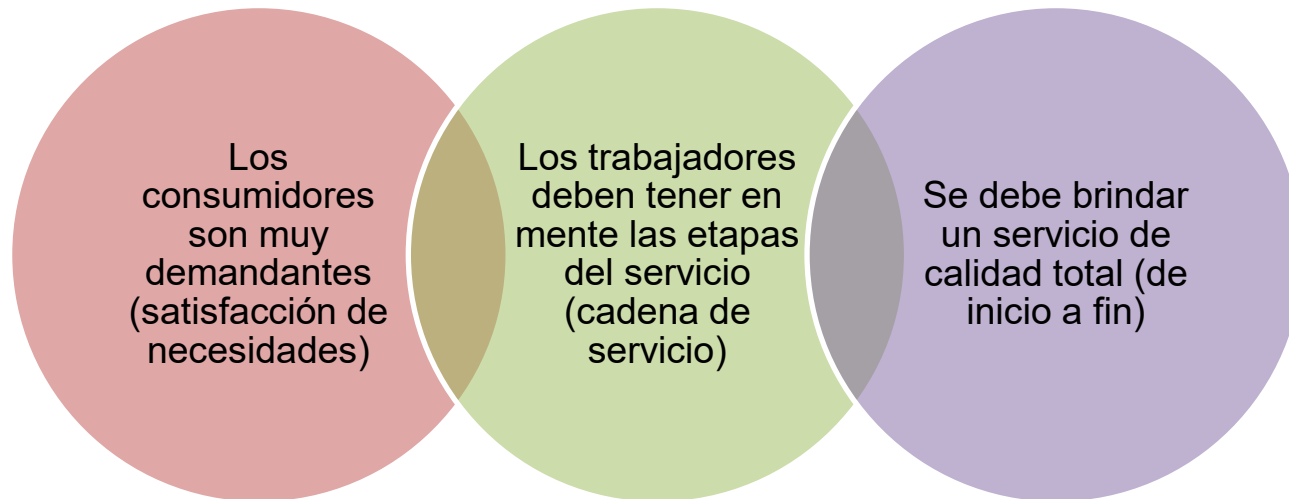 Los
consumidores
son muy
demandantes
(satisfacción de
necesidades)
Los trabajadores
deben tener en
mente las etapas
del servicio
(cadena de
servicio)
Se debe brindar
un servicio de
calidad total (de
inicio a fin)